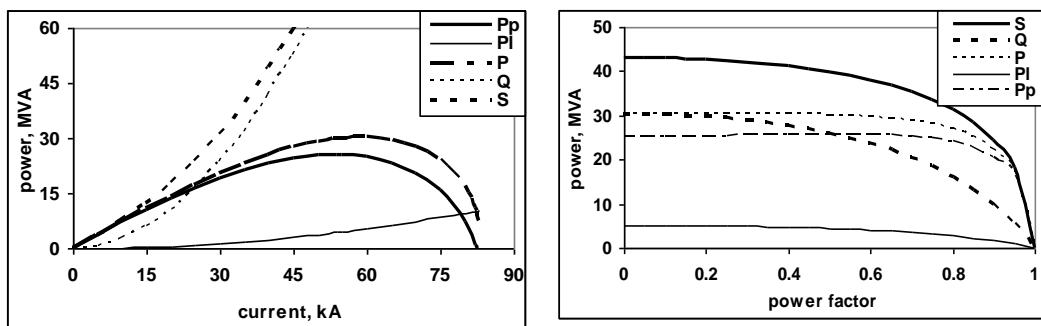 60
45
30
15
0
power, MVA
0 15 30 45 60 75 90
current, kA
Pp
Pl
P
Q
S
50
40
30
20
10
0
power, MVA
0 0.2 0.4 0.6 0.8 1
power factor
S
Q
P
Pl
Pp